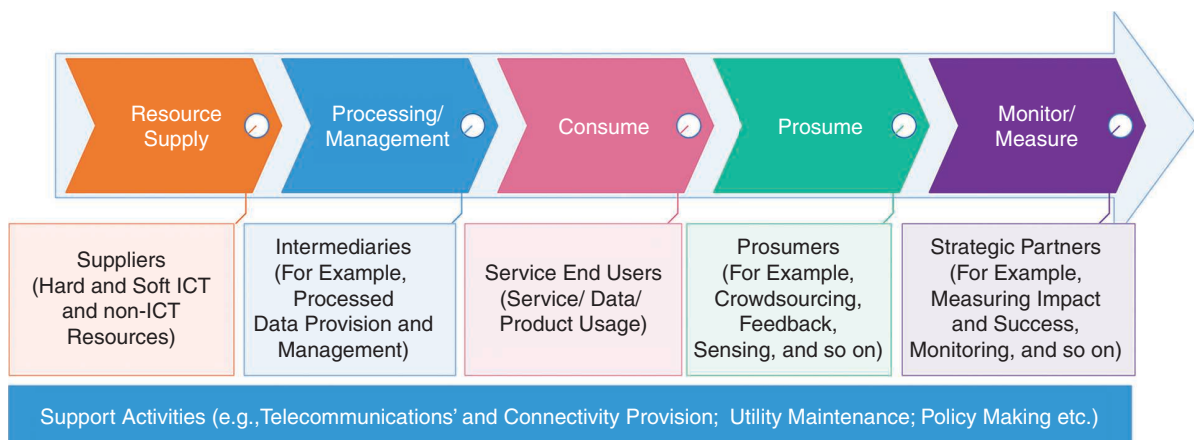 Resource
Supply
Processing/
Management
Consume
Prosume
Monitor/
Measure
Suppliers
(Hard and Soft ICT
and non-ICT
Resources)
Intermediaries
(For Example,
Processed
Data Provision and
Management)
Service End Users
(Service/ Data/
Product Usage)
Prosumers
(For Example,
Crowdsourcing,
Feedback,
Sensing, and so on)
Strategic Partners
(For Example,
Measuring Impact
and Success,
Monitoring, and so on)
Support Activities (e.g.,Telecommunications’ and Connectivity Provision; Utility Maintenance; Policy Making etc.)